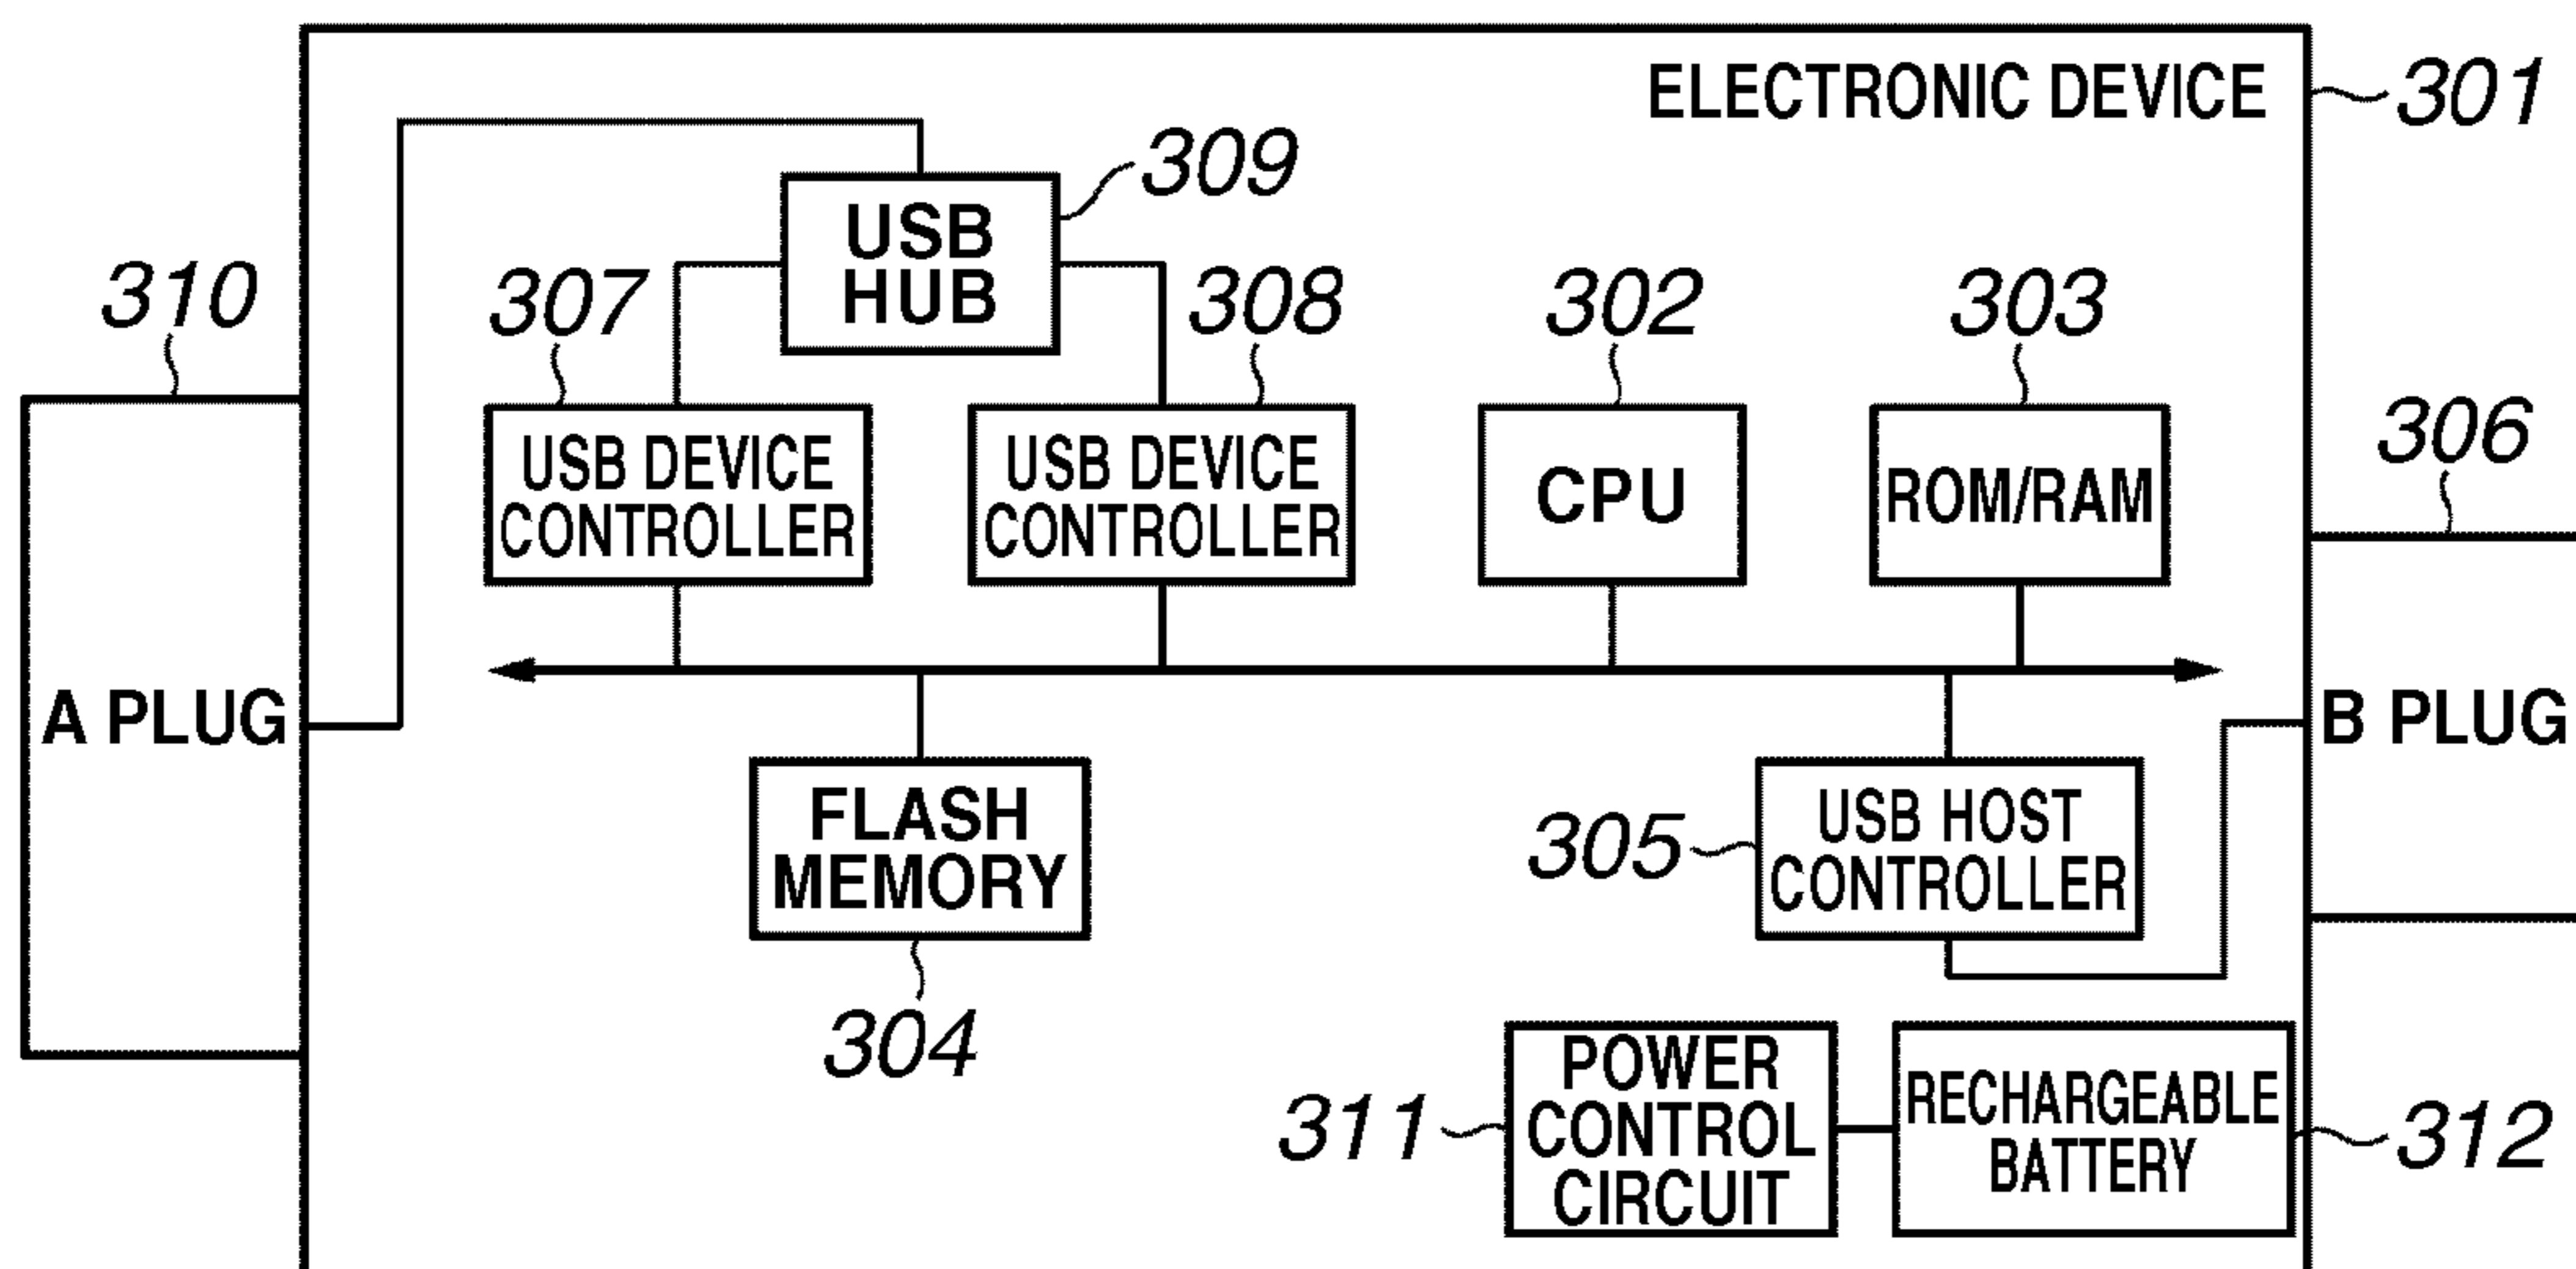 ELECTRONIC DEVICE
301
309
USB
HUB
310
307
308
302
303
306
USB DEVICE
CONTROLLER
USB DEVICE
CONTROLLER
CPU
ROM/RAM
A PLUG
B PLUG
FLASH
MEMORY
304
305
USB HOST
CONTROLLER
311
POWER
CONTROL
CIRCUIT
RECHARGEABLE
BATTERY
312